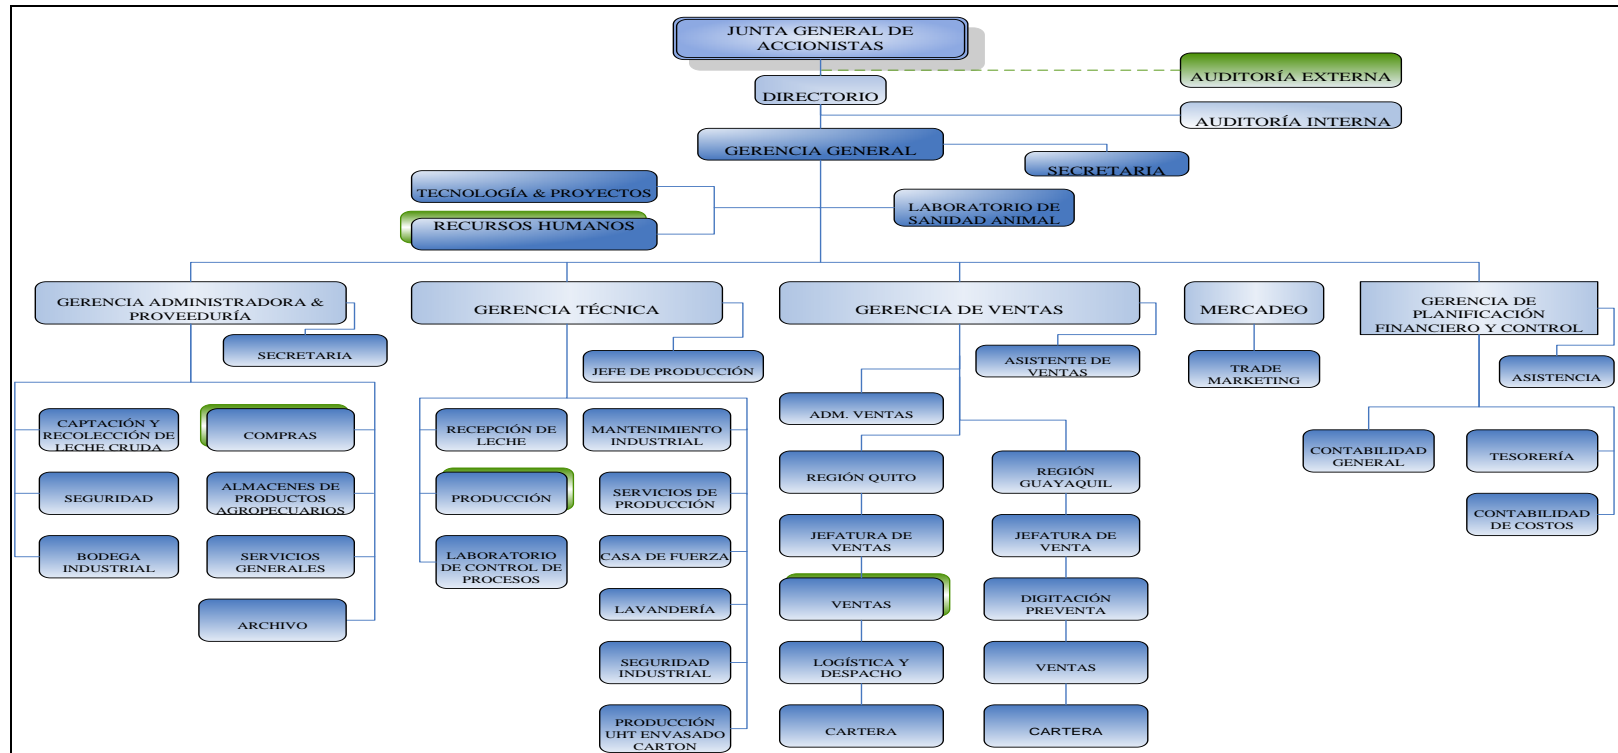 JUNTA GENERAL DE
ACCIONISTAS
AUDITORÍA EXTERNA
DIRECTORIO
AUDITORÍA INTERNA
GERENCIA GENERAL
SECRETARIA
TECNOLOGÍA & PROYECTOS
LABORATORIO DE
SANIDAD ANIMAL
RECURSOS HUMANOS
GERENCIA ADMINISTRADORA &
PROVEEDURÍA
SECRETARIA
GERENCIA TÉCNICA
JEFE DE PRODUCCIÓN
GERENCIA DE VENTAS
ASISTENTE DE
VENTAS
MERCADEO
TRADE
MARKETING
GERENCIA DE
PLANIFICACIÓN
FINANCIERO Y CONTROL
ASISTENCIA
CAPTACIÓN Y
RECOLECCIÓN DE
LECHE CRUDA
COMPRAS
SEGURIDAD
ALMACENES DE
PRODUCTOS
AGROPECUARIOS
BODEGA
INDUSTRIAL
SERVICIOS
GENERALES
ARCHIVO
RECEPCIÓN DE
LECHE
MANTENIMIENTO
INDUSTRIAL
PRODUCCIÓN
SERVICIOS DE
PRODUCCIÓN
LABORATORIO
DE CONTROL DE
PROCESOS
CASA DE FUERZA
LAVANDERÍA
SEGURIDAD
INDUSTRIAL
PRODUCCIÓN
UHT ENVASADO
CARTON
ADM. VENTAS
REGIÓN QUITO
REGIÓN
GUAYAQUIL
JEFATURA DE
VENTAS
JEFATURA DE
VENTA
VENTAS
DIGITACIÓN
PREVENTA
LOGÍSTICA Y
DESPACHO
VENTAS
CARTERA
CARTERA
CONTABILIDAD
GENERAL
TESORERÍA
CONTABILIDAD
DE COSTOS